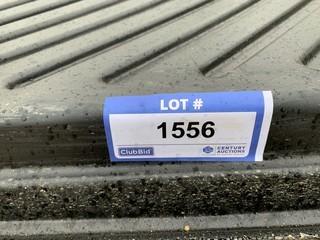 LOT #
1556
ClubBid
CENTURY
AUCTIONS